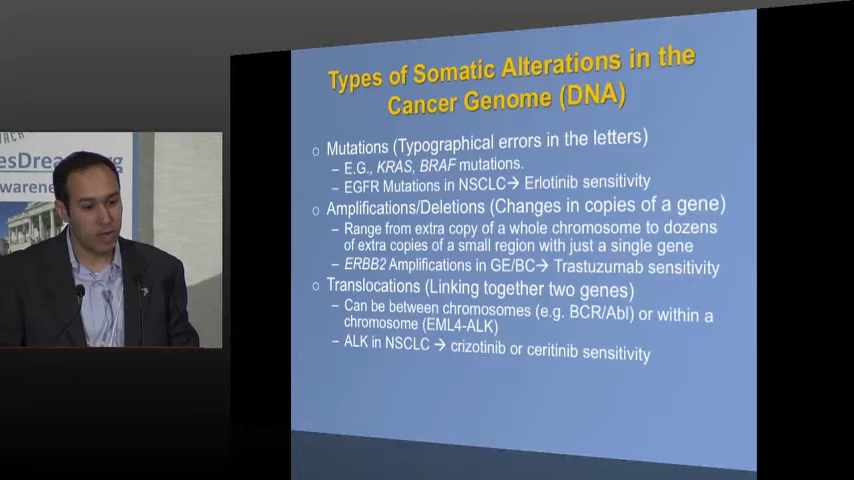 esDrea
.org
warene
Types of Somatic Alterations in the
Cancer Genome (DNA)
○ Mutations (Typographical errors in the letters)
– E.G., KRAS, BRAF mutations.
– EGFR Mutations in NSCLC→ Erlotinib sensitivity
○ Amplifications/Deletions (Changes in copies of a gene)
– Range from extra copy of a whole chromosome to dozens
of extra copies of a small region with just a single gene
– ERBB2 Amplifications in GE/BC→ Trastuzumab sensitivity
○ Translocations (Linking together two genes)
– Can be between chromosomes (e.g. BCR/Abl) or within a
chromosome (EML4-ALK)
– ALK in NSCLC → crizotinib or ceritinib sensitivity